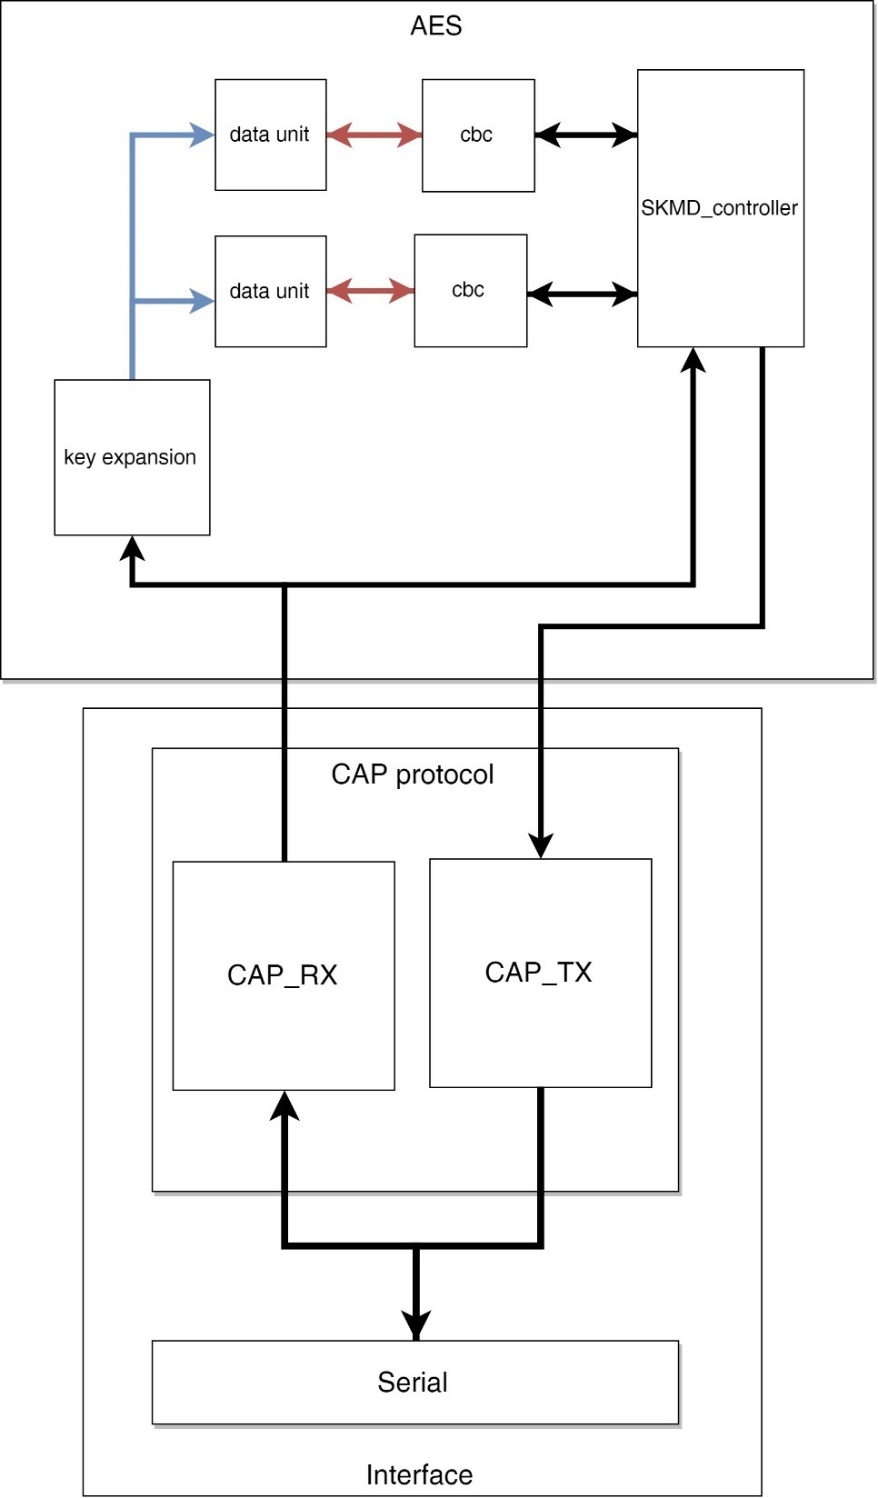 AES
data unit
cbc
SKMD_controller
data unit
cbc
key expansion
CAP protocol
CAP_RX
CAP_TX
Serial
Interface